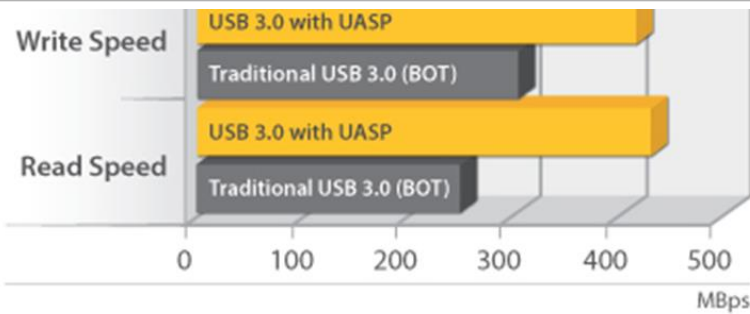 Write Speed
USB 3.0 with UASP
Traditional USB 3.0 (BOT)
Read Speed
USB 3.0 with UASP
Traditional USB 3.0 (BOT)
0 100 200 300 400 500
MBps